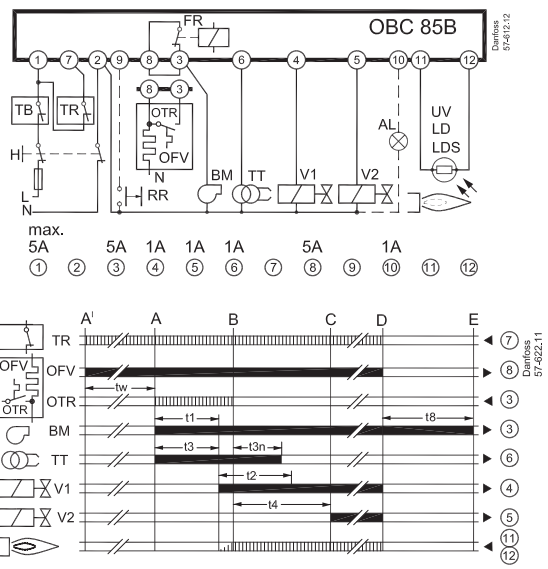 FR
OBC 85B
Danfoss
57-612.12
1 7 2 9 8 3 6 4 5 10 11 12
8 3
TB TR OTR
OFV
AL
UV
LD
LDS
H
N
BM TT V1 V2
RR
L
N
max.
5A 5A 1A 1A 1A 5A 1A
1 2 3 4 5 6 7 8 9 10 11 12
A' A B C D E
TR 7
Danfoss
57-622,11
OFV OFV 8
tw
OTR OTR 3
t1 t8
BM 3
t3 t3n
TT 6
t2
V1 4
t4
V2 5
11
12